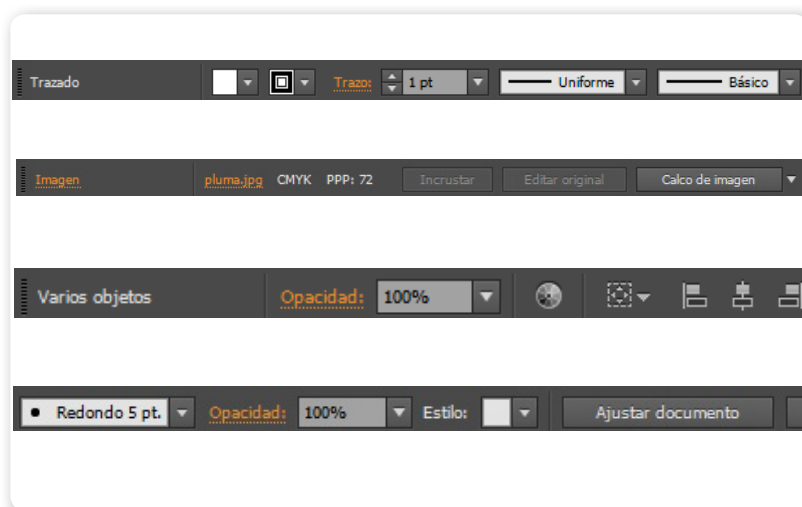 Trazado Trazo: 1 pt Uniforme Básico
Imagen pluma.jpg CMYK PPP: 72 Incrustar Editar original Calco de imagen
Varios objetos Opacidad: 100%
Redondo 5 pt. Opacidad: 100% Estilo: Ajustar documento